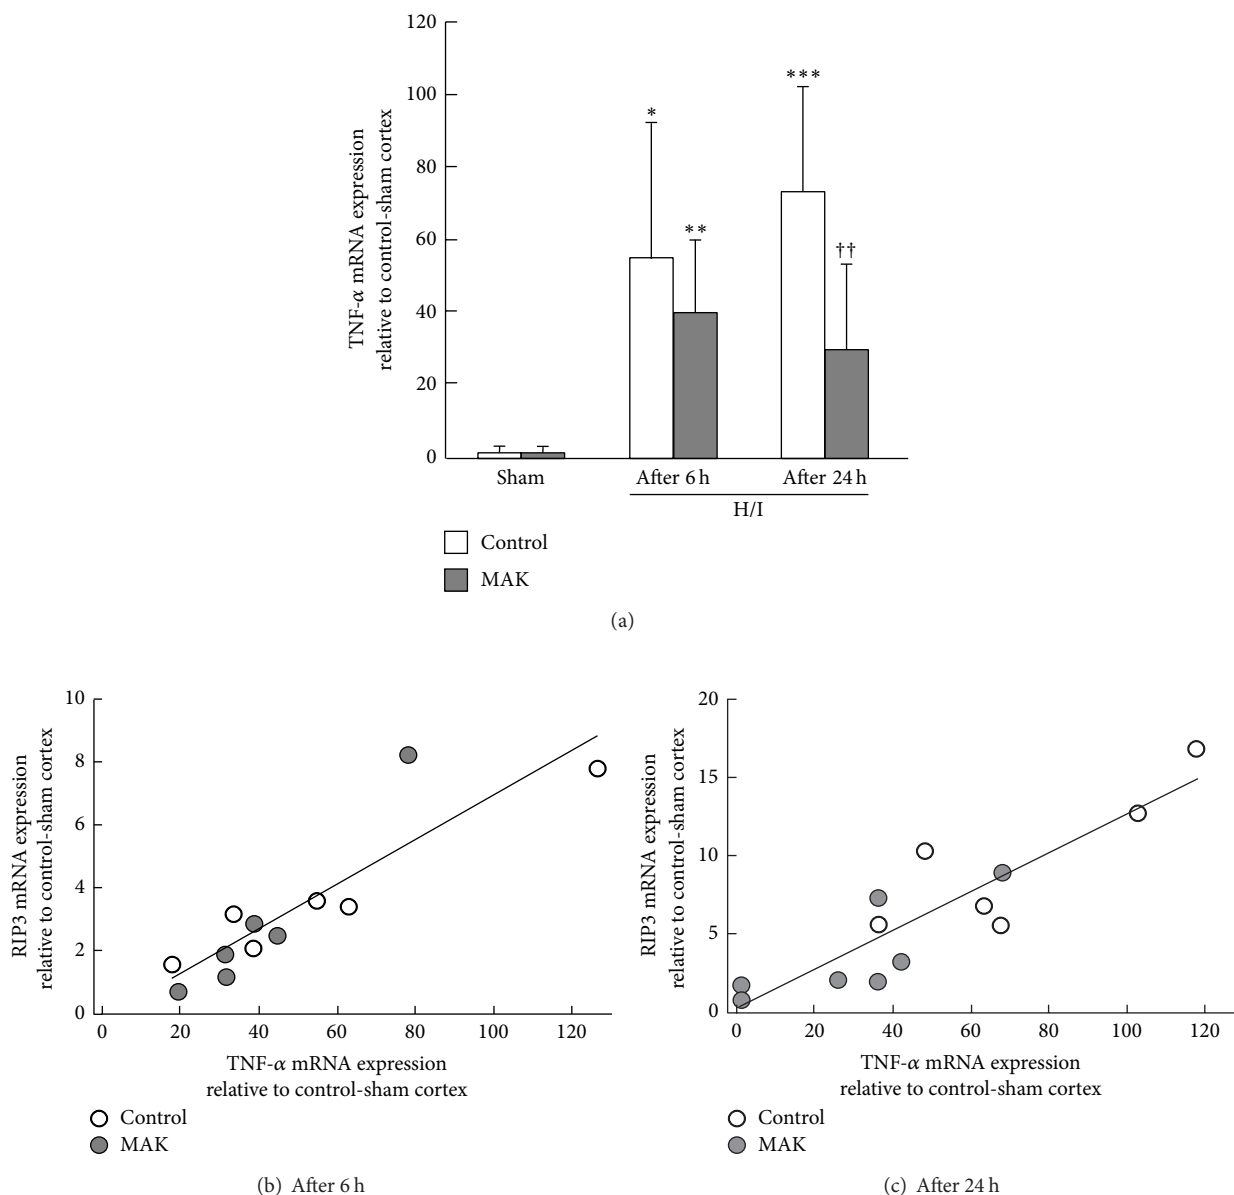 120
100
80
60
40
20
0
TNF-α mRNA expression
relative to control-sham cortex
*
**
***
††
Sham
After 6 h
After 24 h
H/I
Control
MAK
(a)
10
8
6
4
2
0
RIP3 mRNA expression
relative to control-sham cortex
0 20 40 60 80 100 120
TNF-α mRNA expression
relative to control-sham cortex
Control
MAK
(b) After 6 h
20
15
10
5
0
RIP3 mRNA expression
relative to control-sham cortex
0 20 40 60 80 100 120
TNF-α mRNA expression
relative to control-sham cortex
Control
MAK
(c) After 24 h